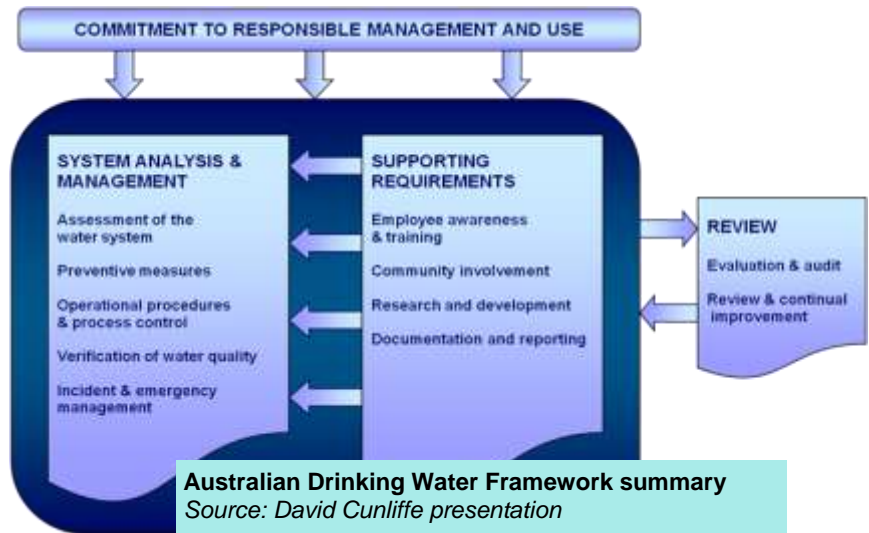 COMMITMENT TO RESPONSIBLE MANAGEMENT AND USE
SYSTEM ANALYSIS &
MANAGEMENT
Assessment of the
water system
Preventive measures
Operational procedures
& process control
Verification of water quality
Incident & emergency
management
SUPPORTING
REQUIREMENTS
Employee awareness
& training
Community involvement
Research and development
Documentation and reporting
REVIEW
Evaluation & audit
Review & continual
improvement
Australian Drinking Water Framework summary
Source: David Cunliffe presentation